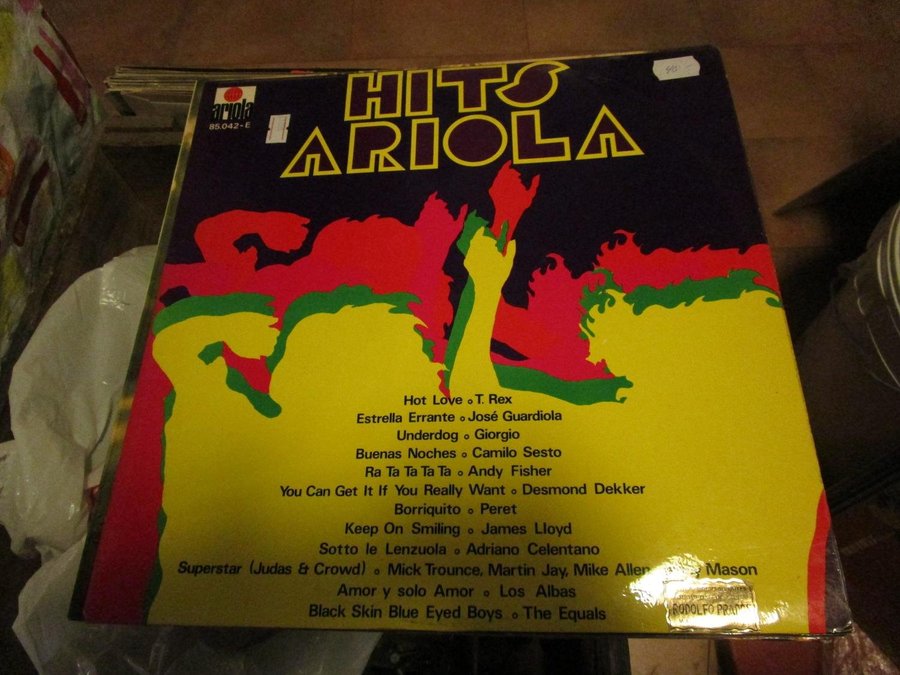 HITS
ARIOLA
ariola
85.042-E
Hot Love o T. Rex
Estrella Errante o José Guardiola
Underdog o Giorgio
Buenas Noches o Camilo Sesto
Ra Ta Ta Ta Ta o Andy Fisher
You Can Get It If You Really Want o Desmond Dekker
Borriquito o Peret
Keep On Smiling o James Lloyd
Sotto le Lenzuola o Adriano Celentano
Superstar (Judas & Crowd) o Mick Trounce, Martin Jay, Mike Allen, Mason
Amor y solo Amor o Los Albas
Black Skin Blue Eyed Boys o The Equals
RODOLFO